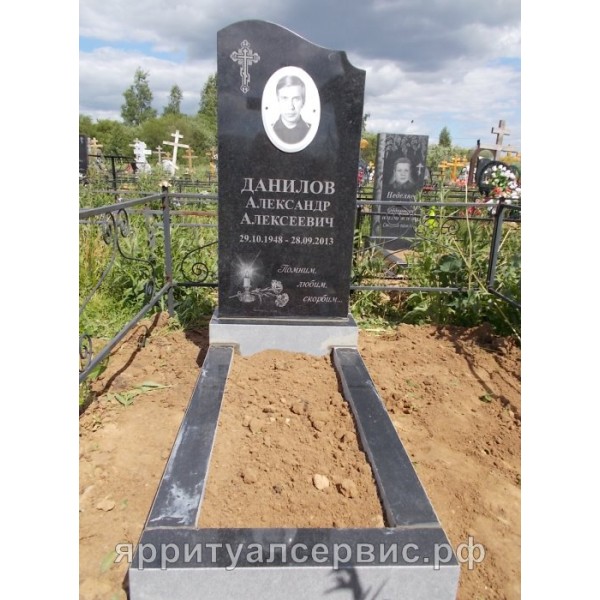 ДАНИЛОВ
АЛЕКСАНДР
АЛЕКСЕЕВИЧ
29.10.1948 - 28.09.2013
Помним,
любим,
скорбим...
ярритуалсервис.рф